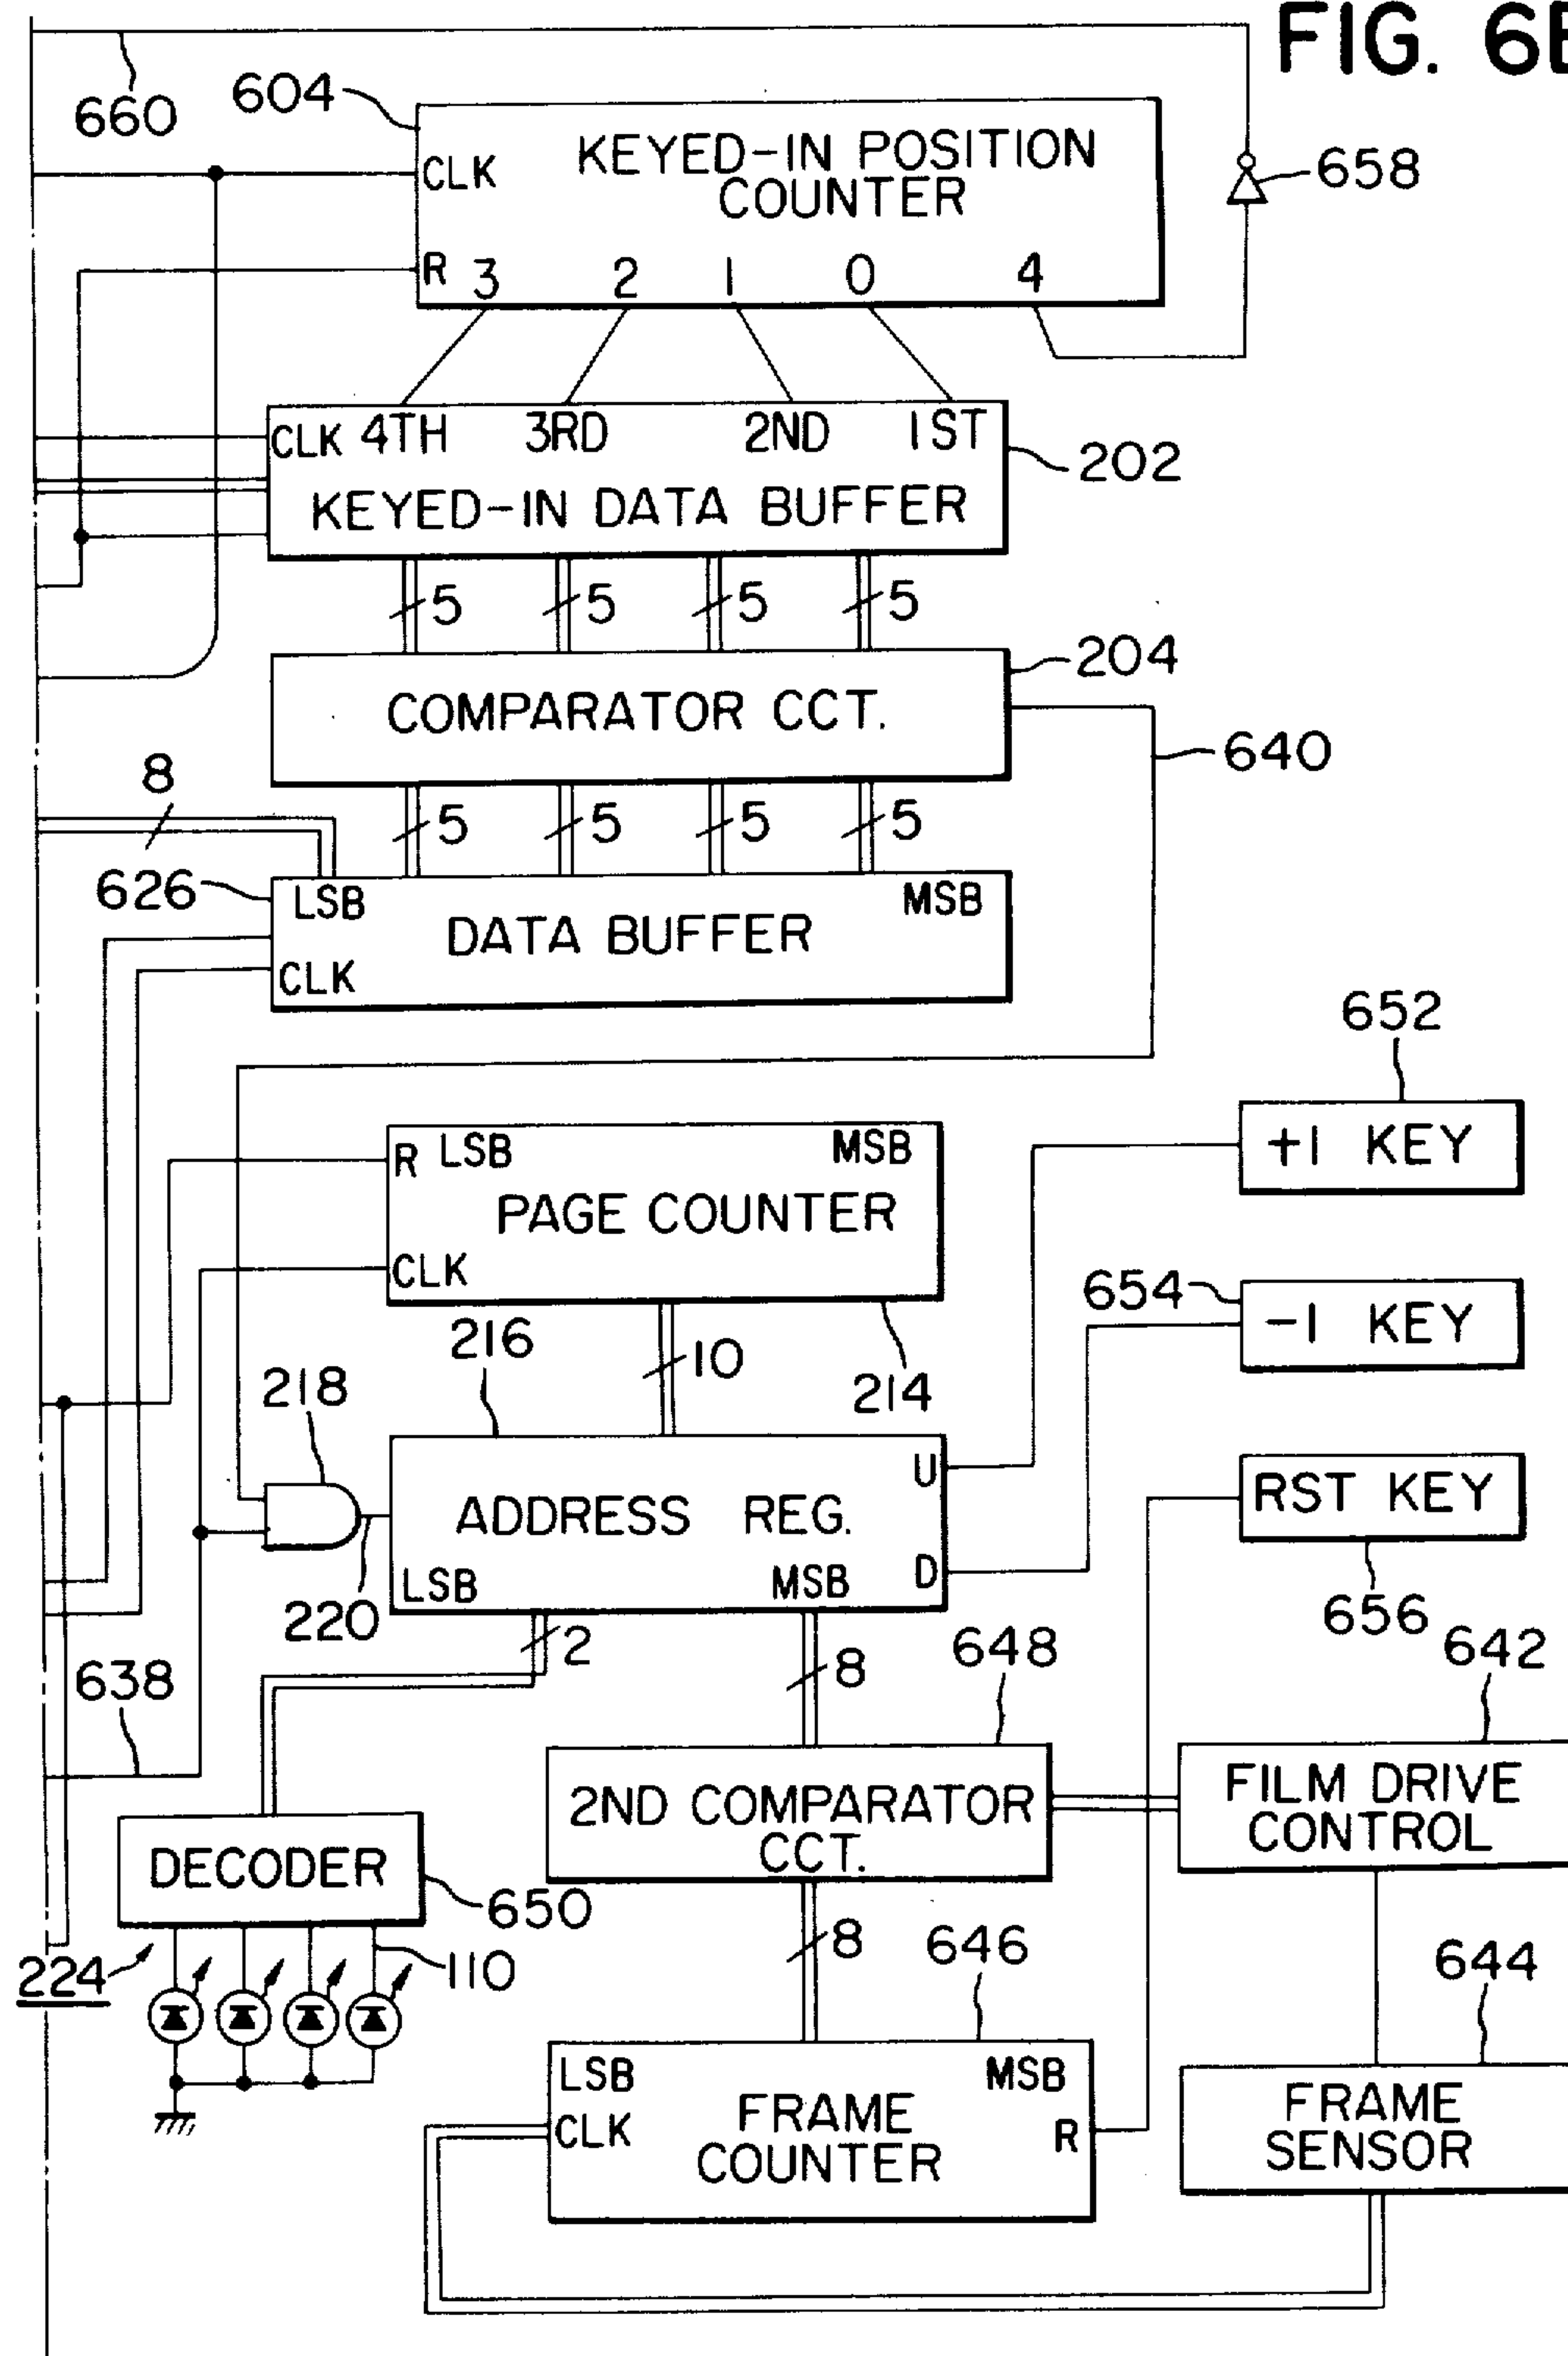 FIG. 6B
660
604
KEYED-IN POSITION
COUNTER
CLK
R
3 2 1 0 4
658
CLK 4TH 3RD 2ND 1ST
KEYED-IN DATA BUFFER
202
5 5 5 5
204
COMPARATOR CCT.
640
8
5 5 5 5
626
LSB MSB
DATA BUFFER
CLK
652
+1 KEY
R LSB MSB
PAGE COUNTER
CLK
654
-1 KEY
216
10
214
218
U
ADDRESS REG.
RST KEY
LSB MSB D
220
656
2
8
648
642
638
2ND COMPARATOR
CCT.
FILM DRIVE
CONTROL
DECODER
650
8
646
224
110
644
LSB MSB
CLK
FRAME
COUNTER
R
FRAME
SENSOR